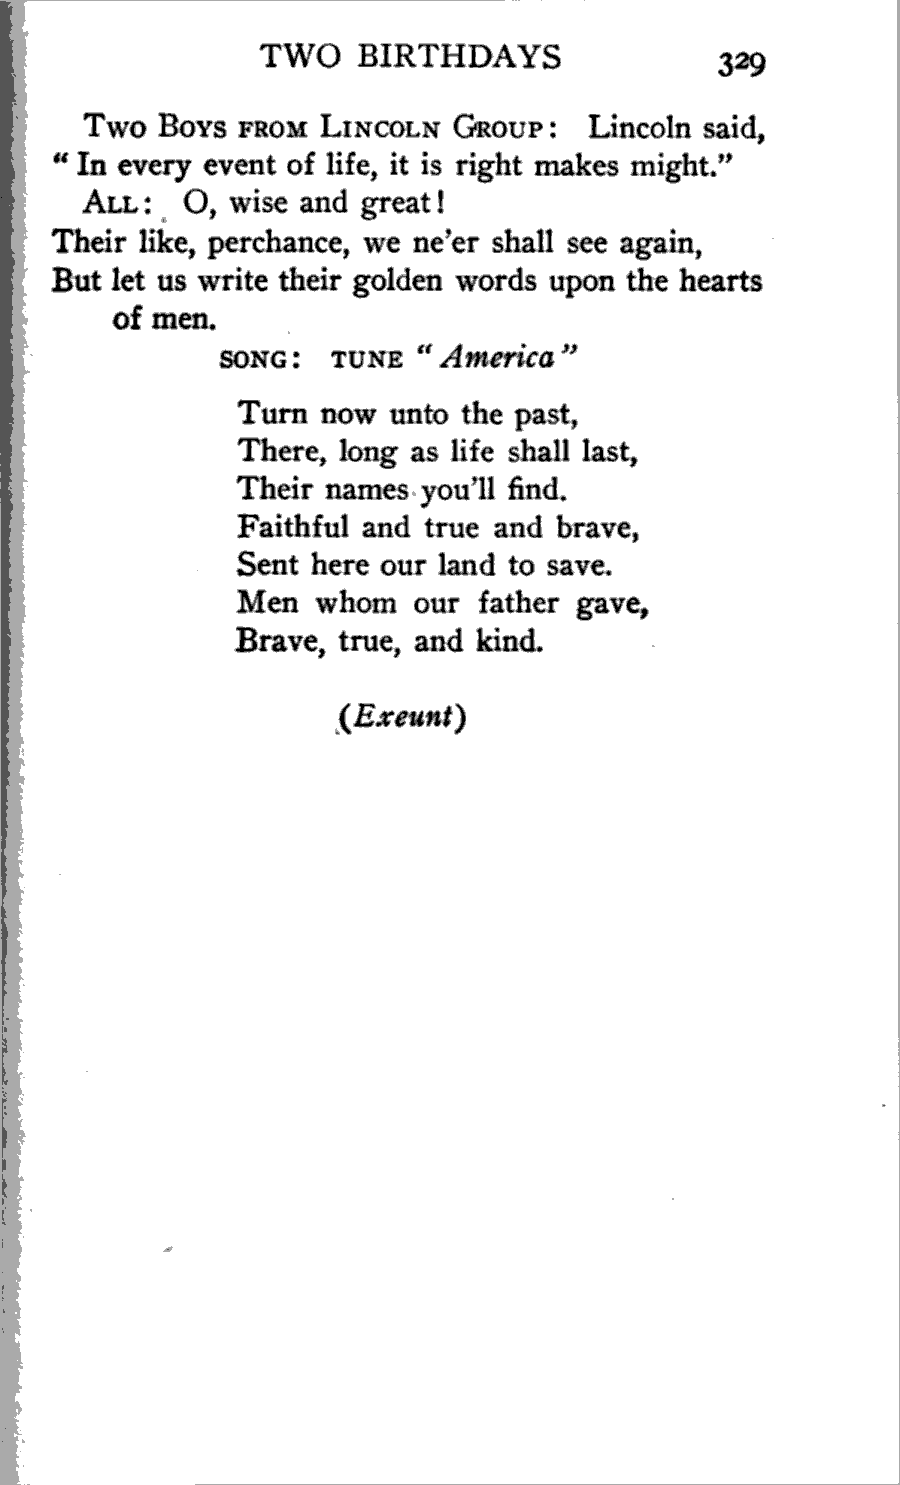 TWO BIRTHDAYS 329
Two Boys from Lincoln Group: Lincoln said,
“In every event of life, it is right makes might.”
All: O, wise and great!
Their like, perchance, we ne’er shall see again,
But let us write their golden words upon the hearts
of men.
SONG: TUNE “America”
Turn now unto the past,
There, long as life shall last,
Their names you’ll find.
Faithful and true and brave,
Sent here our land to save.
Men whom our father gave,
Brave, true, and kind.
(Exeunt)